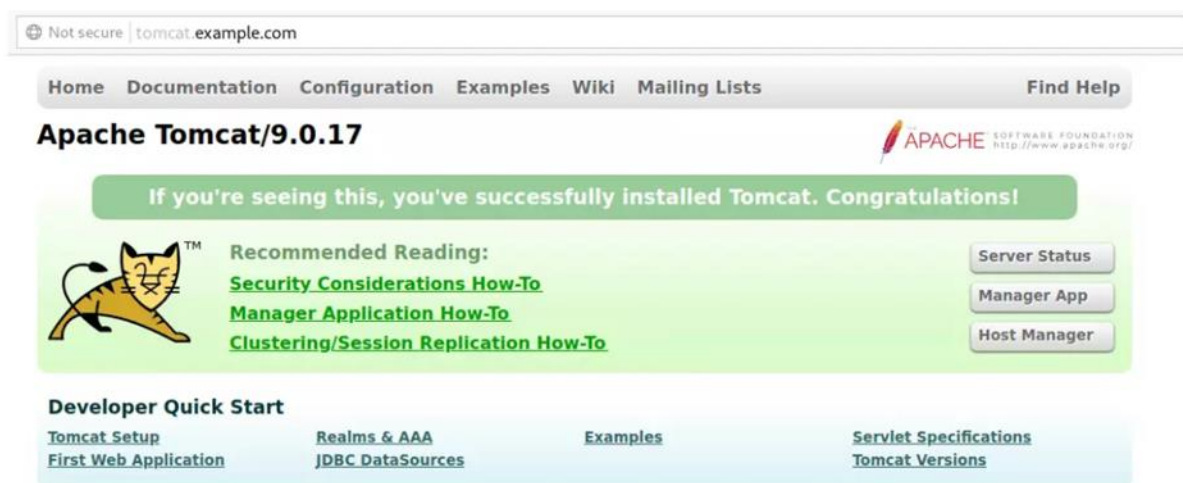 Not secure tomcat.example.com
Home Documentation Configuration Examples Wiki Mailing Lists Find Help
Apache Tomcat/9.0.17
THE APACHE SOFTWARE FOUNDATION
http://www.apache.org/
If you're seeing this, you've successfully installed Tomcat. Congratulations!
TM
Recommended Reading:
Security Considerations How-To
Manager Application How-To
Clustering/Session Replication How-To
Server Status
Manager App
Host Manager
Developer Quick Start
Tomcat Setup Realms & AAA Examples Servlet Specifications
First Web Application JDBC DataSources Tomcat Versions